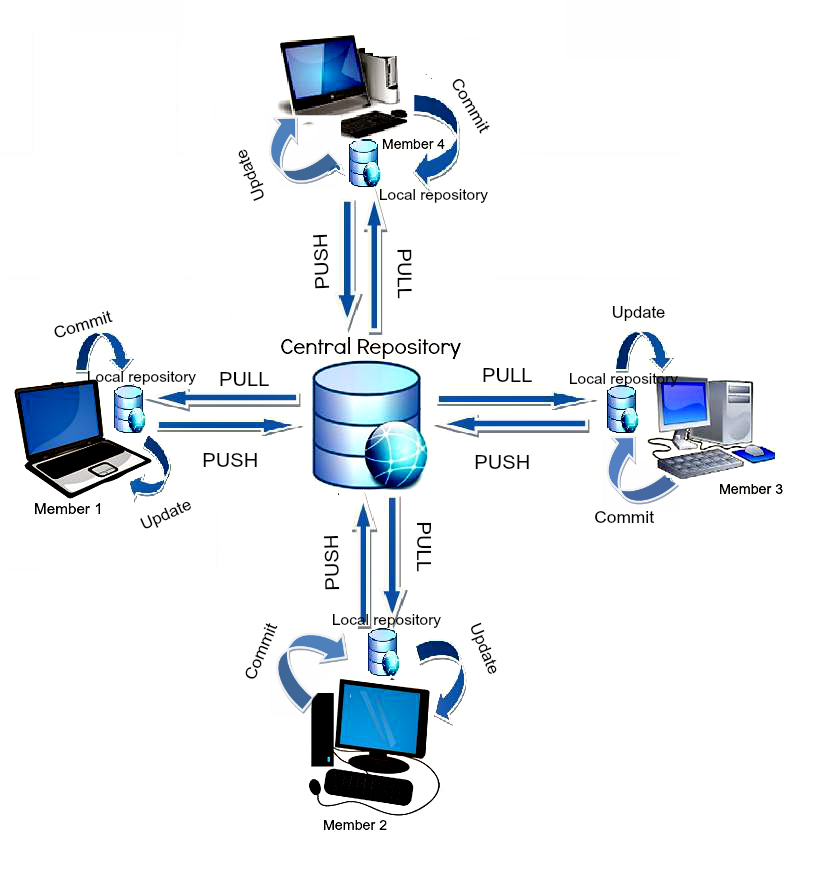 Commit
Member 4
Update
Local repository
PUSH
PULL
Central Repository
Commit
Local repository
PULL
PUSH
Update
Member 1
Update
Local repository
PULL
PUSH
Commit
Member 3
PUSH
PULL
Local repository
Commit
Update
Member 2